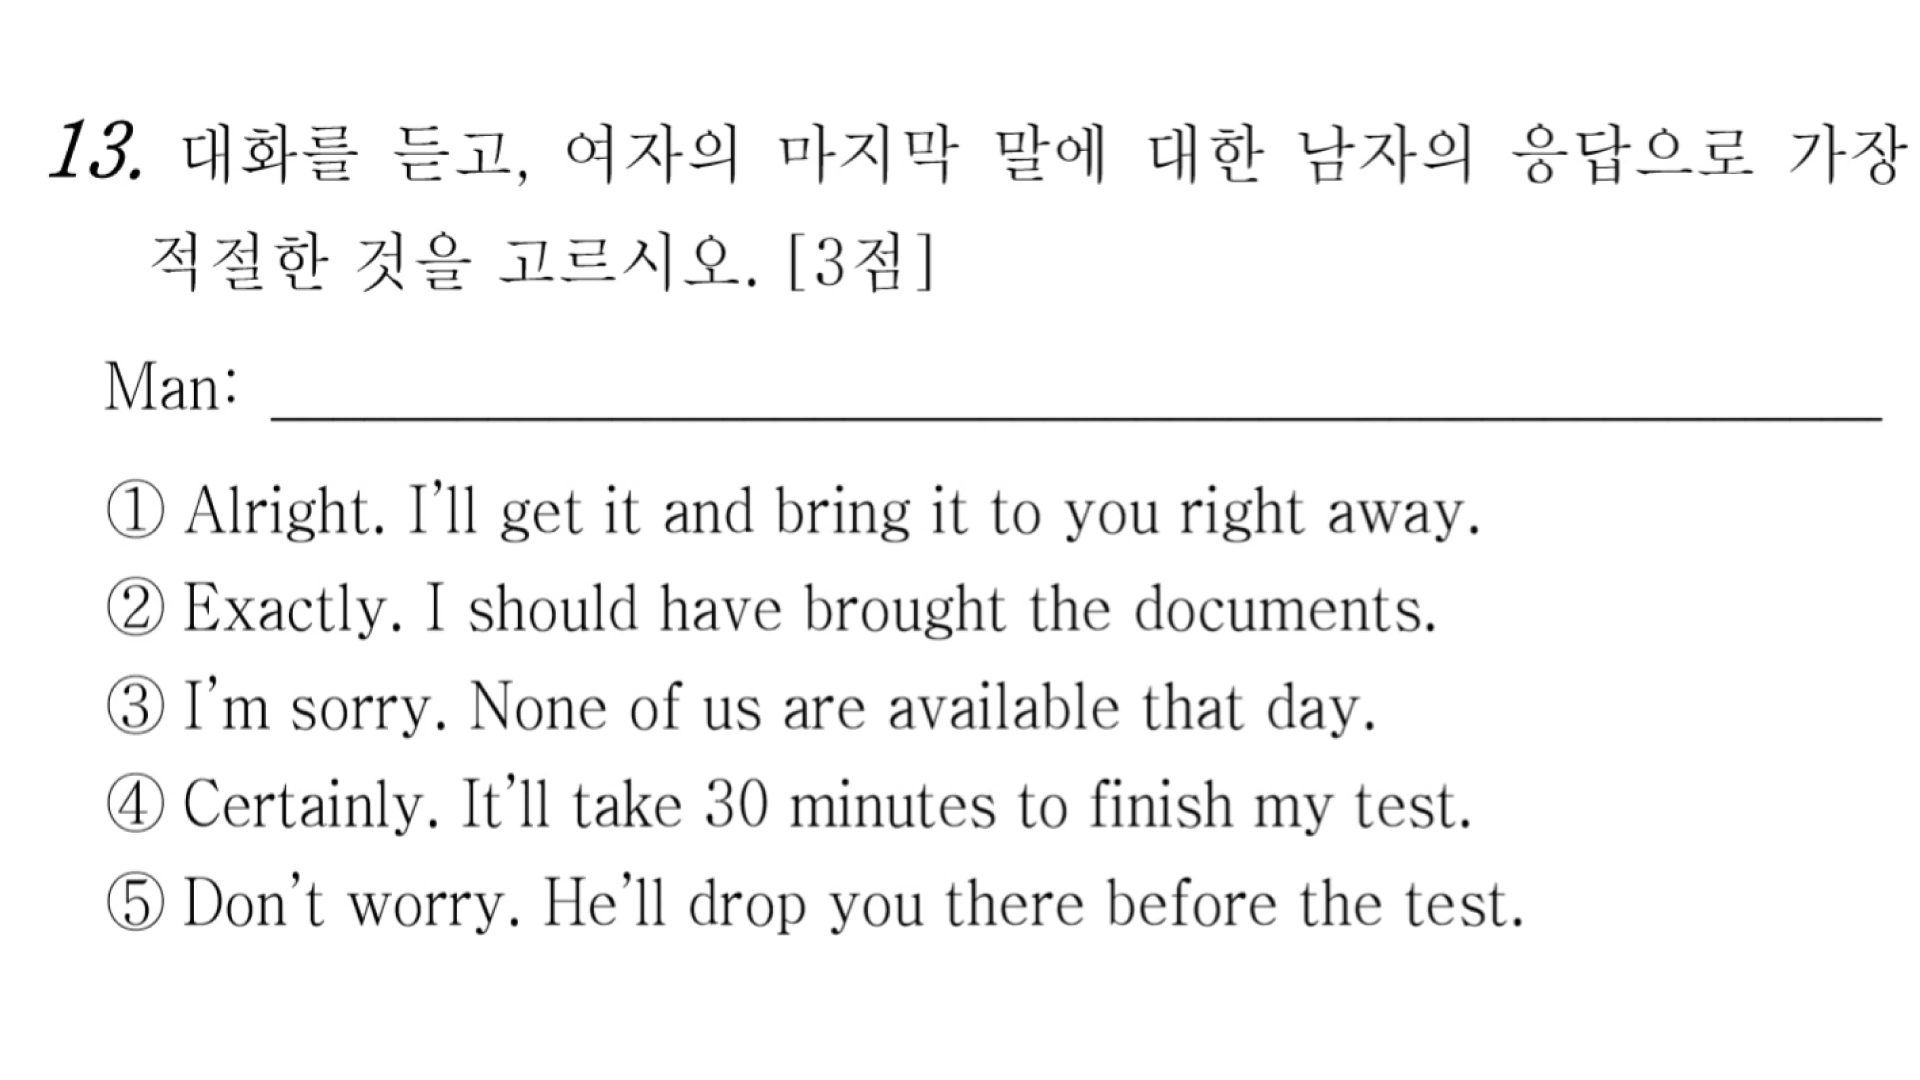 13. 대화를 듣고, 여자의 마지막 말에 대한 남자의 응답으로 가장
적절한 것을 고르시오. [3점]
Man:
① Alright. I'll get it and bring it to you right away.
② Exactly. I should have brought the documents.
③ I'm sorry. None of us are available that day.
④ Certainly. It'll take 30 minutes to finish my test.
⑤ Don't worry. He'll drop you there before the test.